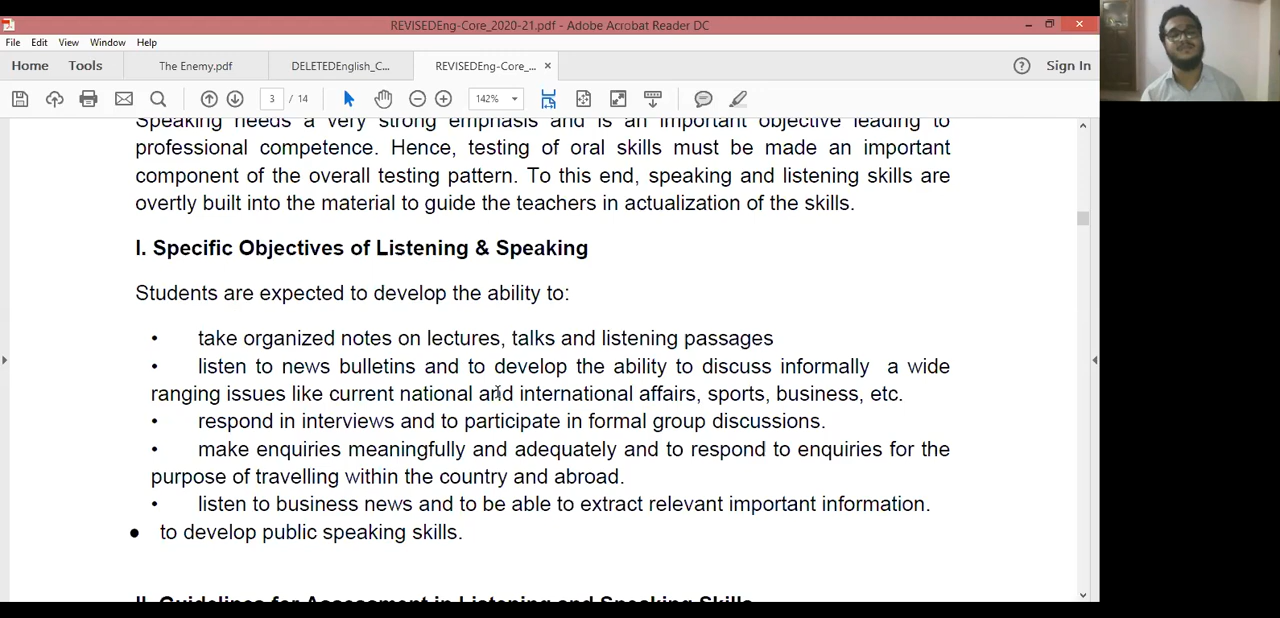 REVISEDEng-Core_2020-21.pdf - Adobe Acrobat Reader DC
File Edit View Window Help
Home Tools The Enemy.pdf DELETEDEnglish_C... REVISEDEng-Core_... × Sign In
3 / 14 142%
Speaking needs a very strong emphasis and is an important objective leading to
professional competence. Hence, testing of oral skills must be made an important
component of the overall testing pattern. To this end, speaking and listening skills are
overtly built into the material to guide the teachers in actualization of the skills.
I. Specific Objectives of Listening & Speaking
Students are expected to develop the ability to:
• take organized notes on lectures, talks and listening passages
• listen to news bulletins and to develop the ability to discuss informally a wide
ranging issues like current national and international affairs, sports, business, etc.
• respond in interviews and to participate in formal group discussions.
• make enquiries meaningfully and adequately and to respond to enquiries for the
purpose of travelling within the country and abroad.
• listen to business news and to be able to extract relevant important information.
● to develop public speaking skills.
II. Guidelines for Assessment in Listening and Speaking Skills